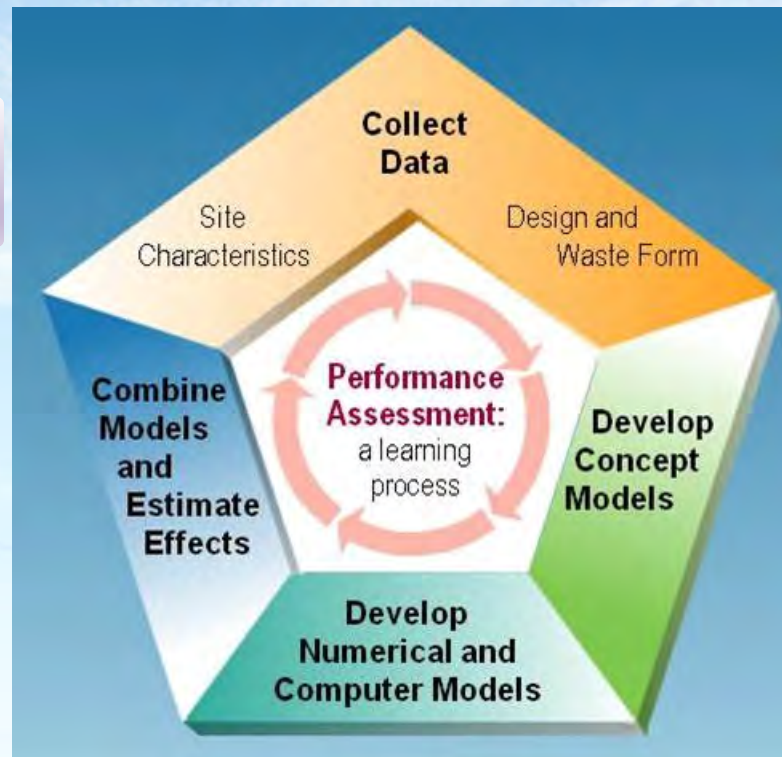 Collect
Data
Site
Characteristics
Design and
Waste Form
Performance
Assessment:
a learning
process
Develop
Concept
Models
Develop
Numerical and
Computer Models
Combine
Models
and
Estimate
Effects